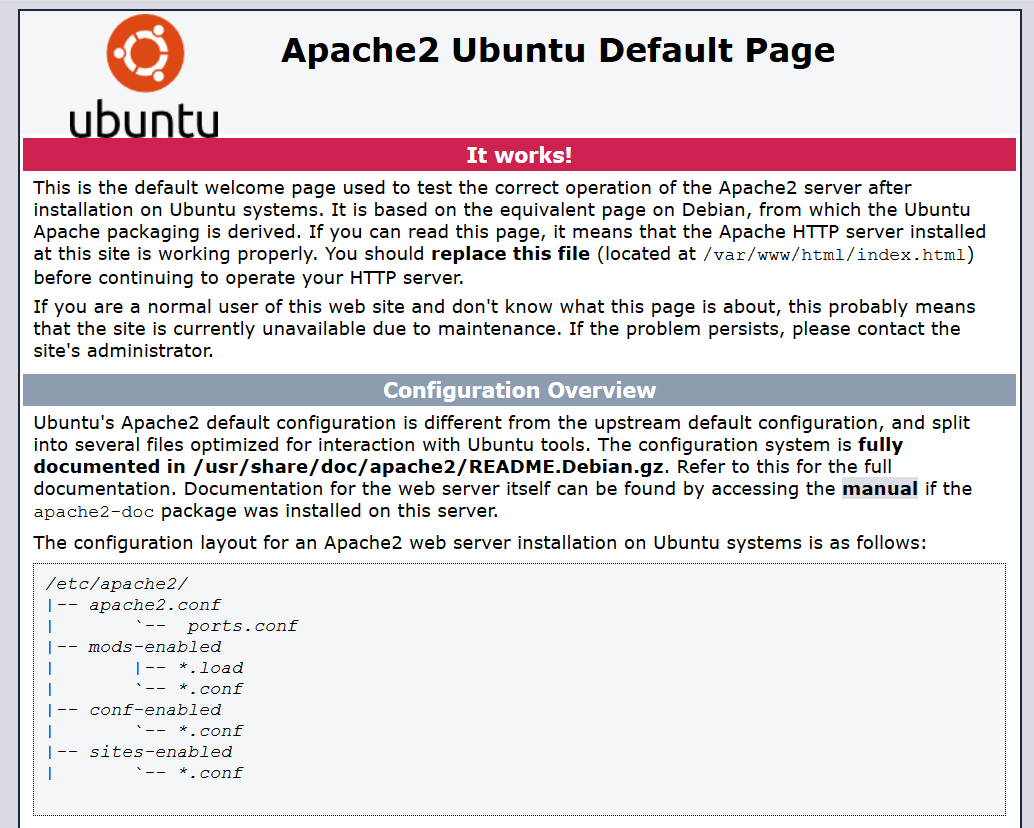 ubuntu
Apache2 Ubuntu Default Page
It works!
This is the default welcome page used to test the correct operation of the Apache2 server after
installation on Ubuntu systems. It is based on the equivalent page on Debian, from which the Ubuntu
Apache packaging is derived. If you can read this page, it means that the Apache HTTP server installed
at this site is working properly. You should replace this file (located at /var/www/html/index.html)
before continuing to operate your HTTP server.
If you are a normal user of this web site and don't know what this page is about, this probably means
that the site is currently unavailable due to maintenance. If the problem persists, please contact the
site's administrator.
Configuration Overview
Ubuntu's Apache2 default configuration is different from the upstream default configuration, and split
into several files optimized for interaction with Ubuntu tools. The configuration system is fully
documented in /usr/share/doc/apache2/README.Debian.gz. Refer to this for the full
documentation. Documentation for the web server itself can be found by accessing the manual if the
apache2-doc package was installed on this server.
The configuration layout for an Apache2 web server installation on Ubuntu systems is as follows:
/etc/apache2/
|-- apache2.conf
|       `--  ports.conf
|-- mods-enabled
|       |-- *.load
|       `-- *.conf
|-- conf-enabled
|       `-- *.conf
|-- sites-enabled
|       `-- *.conf